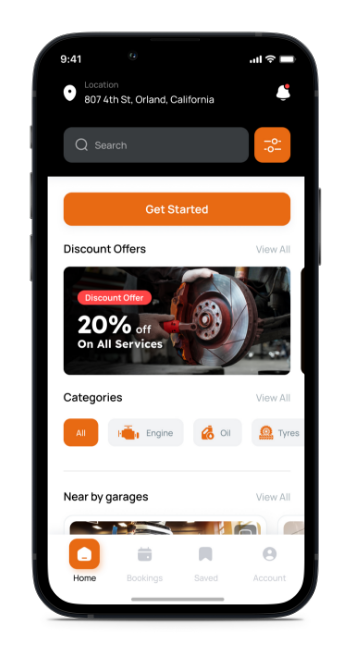 9:41
Location
807 4th St, Orland, California
Search
Get Started
Discount Offers
View All
Discount Offer
20% off
On All Services
Categories
View All
All
Engine
Oil
Tyres
Near by garages
View All
Home
Bookings
Saved
Account